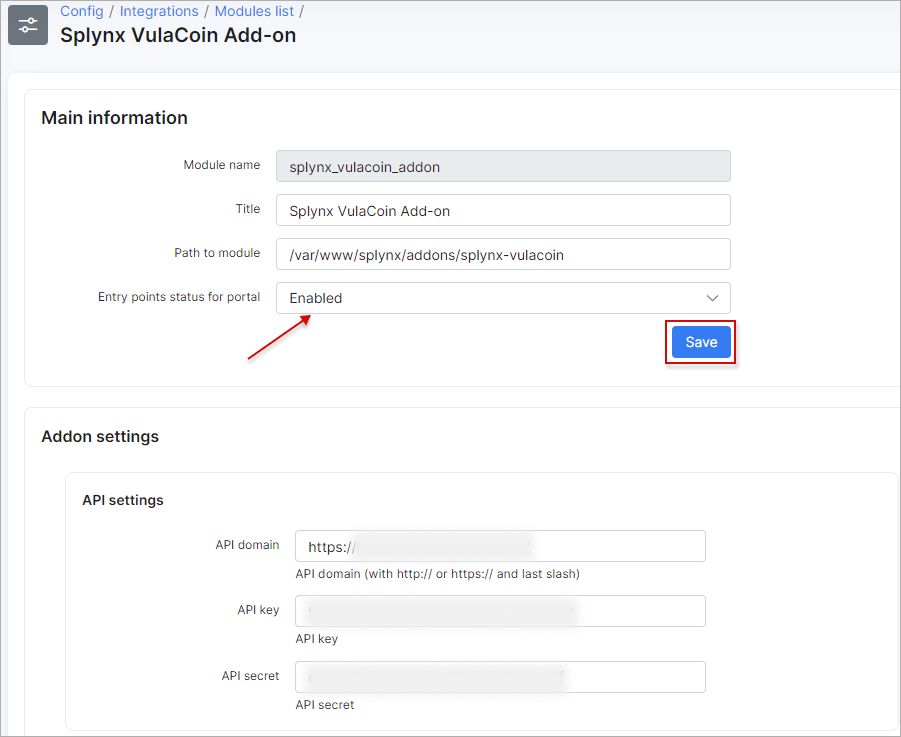 Config / Integrations / Modules list /
Splynx VulaCoin Add-on
Main information
Module name splynx_vulacoin_addon
Title Splynx VulaCoin Add-on
Path to module /var/www/splynx/addons/splynx-vulacoin
Entry points status for portal Enabled
Save
Addon settings
API settings
API domain https://
API domain (with http:// or https:// and last slash)
API key
API key
API secret
API secret